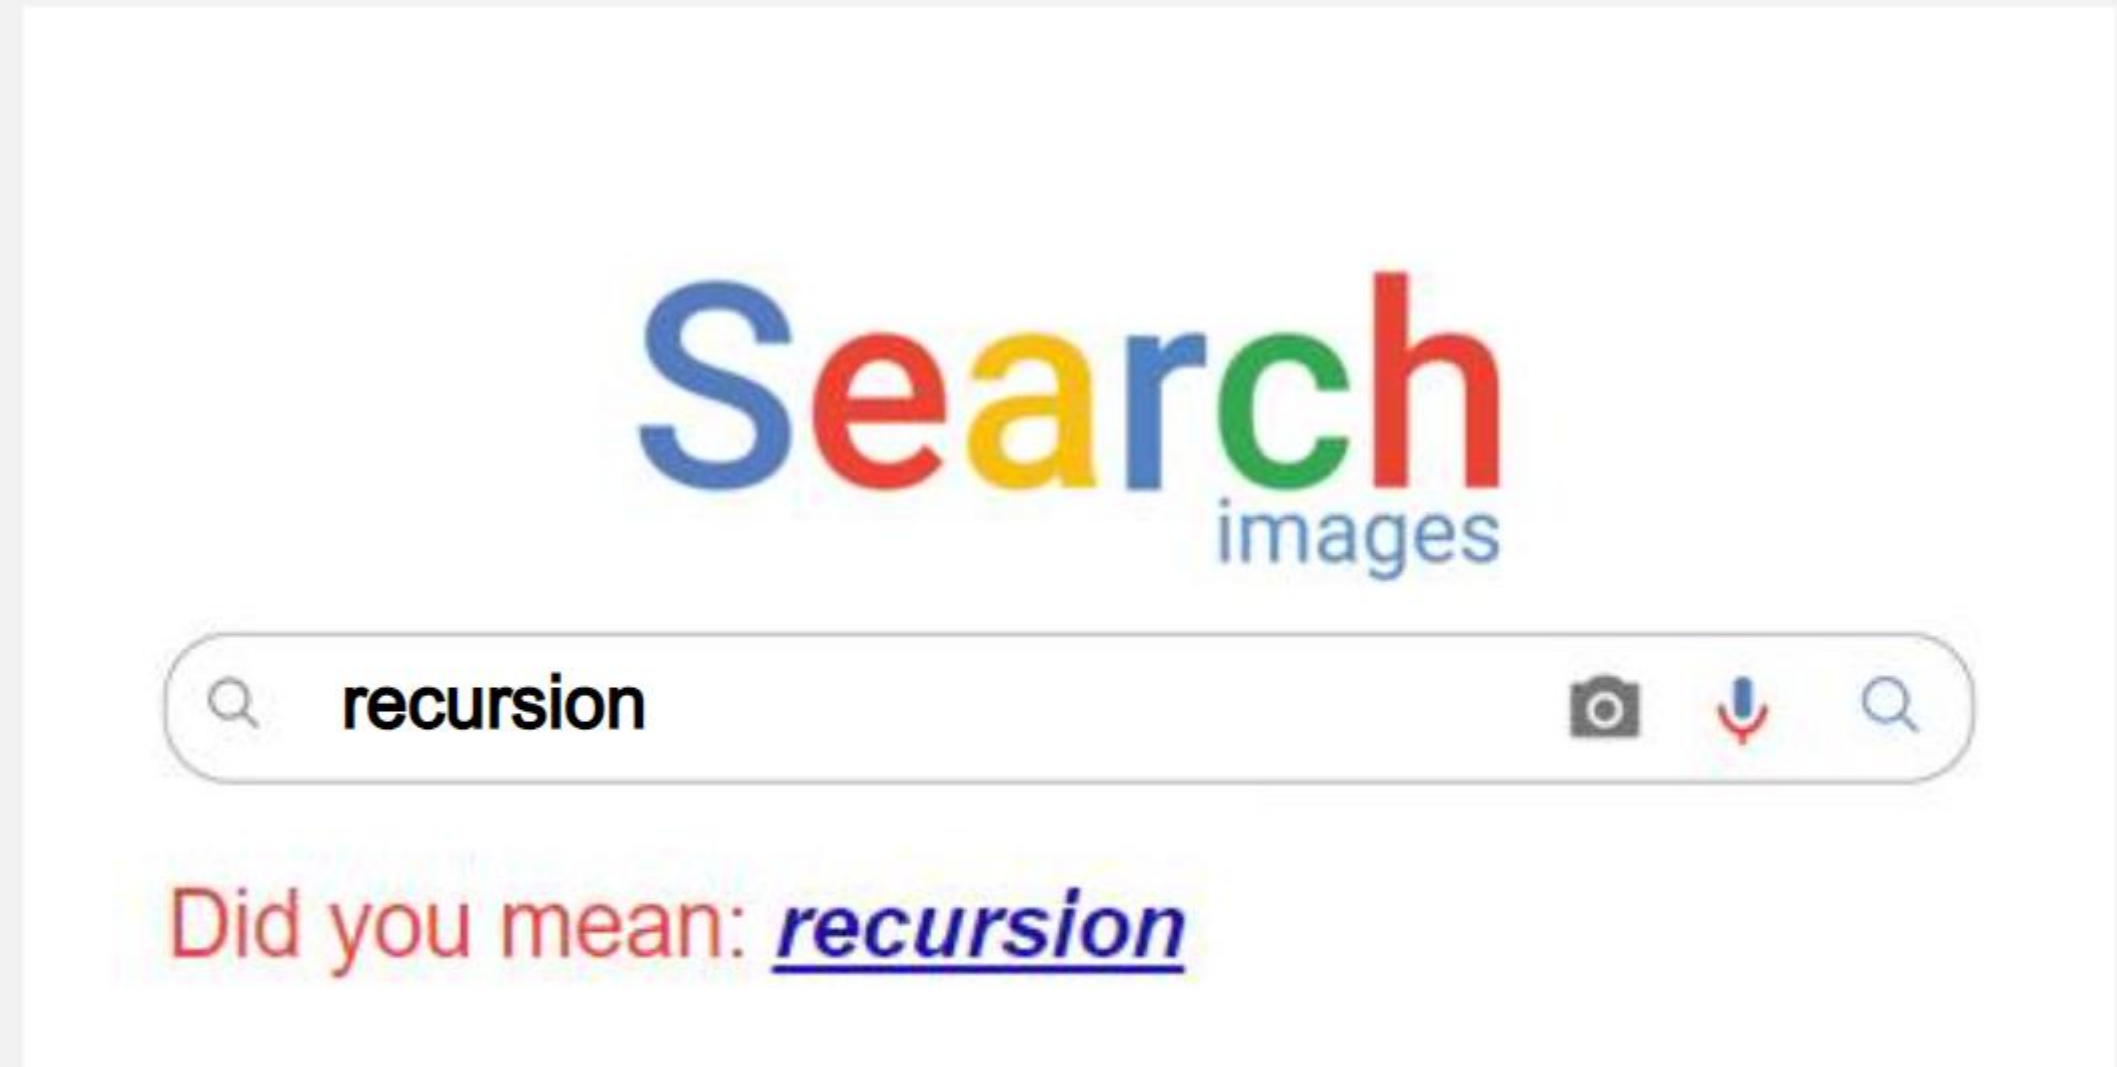 Search
images
recursion
Did you mean: recursion